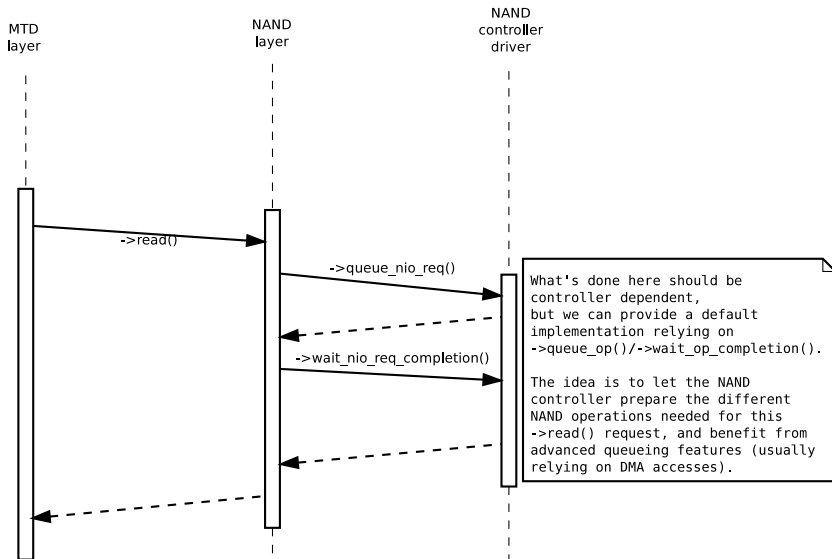 MTD
layer
NAND
layer
NAND
controller
driver
->read()
->queue_nio_req()
->wait_nio_req_completion()
What's done here should be
controller dependent,
but we can provide a default
implementation relying on
->queue_op()/->wait_op_completion().
The idea is to let the NAND
controller prepare the different
NAND operations needed for this
->read() request, and benefit from
advanced queueing features (usually
relying on DMA accesses).